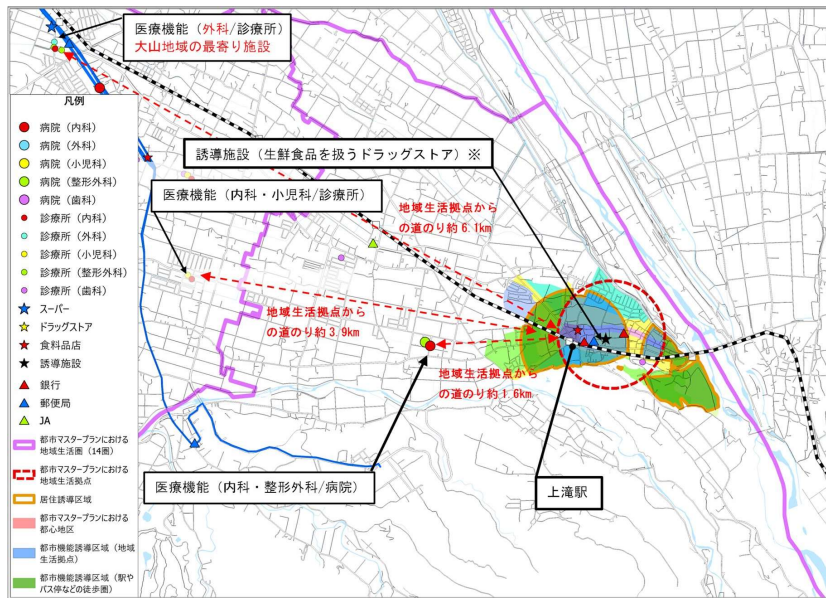 医療機能（外科/診療所）
大山地域の最寄り施設
誘導施設（生鮮食品を扱うドラッグストア）※
医療機能（内科・小児科/診療所）
地域生活拠点から
の道のり約6.1km
地域生活拠点から
の道のり約3.9km
地域生活拠点から
の道のり約1.6km
医療機能（内科・整形外科/病院）
上滝駅
凡例
病院（内科）
病院（外科）
病院（小児科）
病院（整形外科）
病院（歯科）
診療所（内科）
診療所（外科）
診療所（小児科）
診療所（整形外科）
診療所（歯科）
スーパー
ドラッグストア
食料品店
誘導施設
銀行
郵便局
JA
都市マスタープランにおける
地域生活圏（14圏）
都市マスタープランにおける
地域生活拠点
居住誘導区域
都市マスタープランにおける
都心地区
都市機能誘導区域（地域
生活拠点）
都市機能誘導区域（駅や
バス停などの徒歩圏）